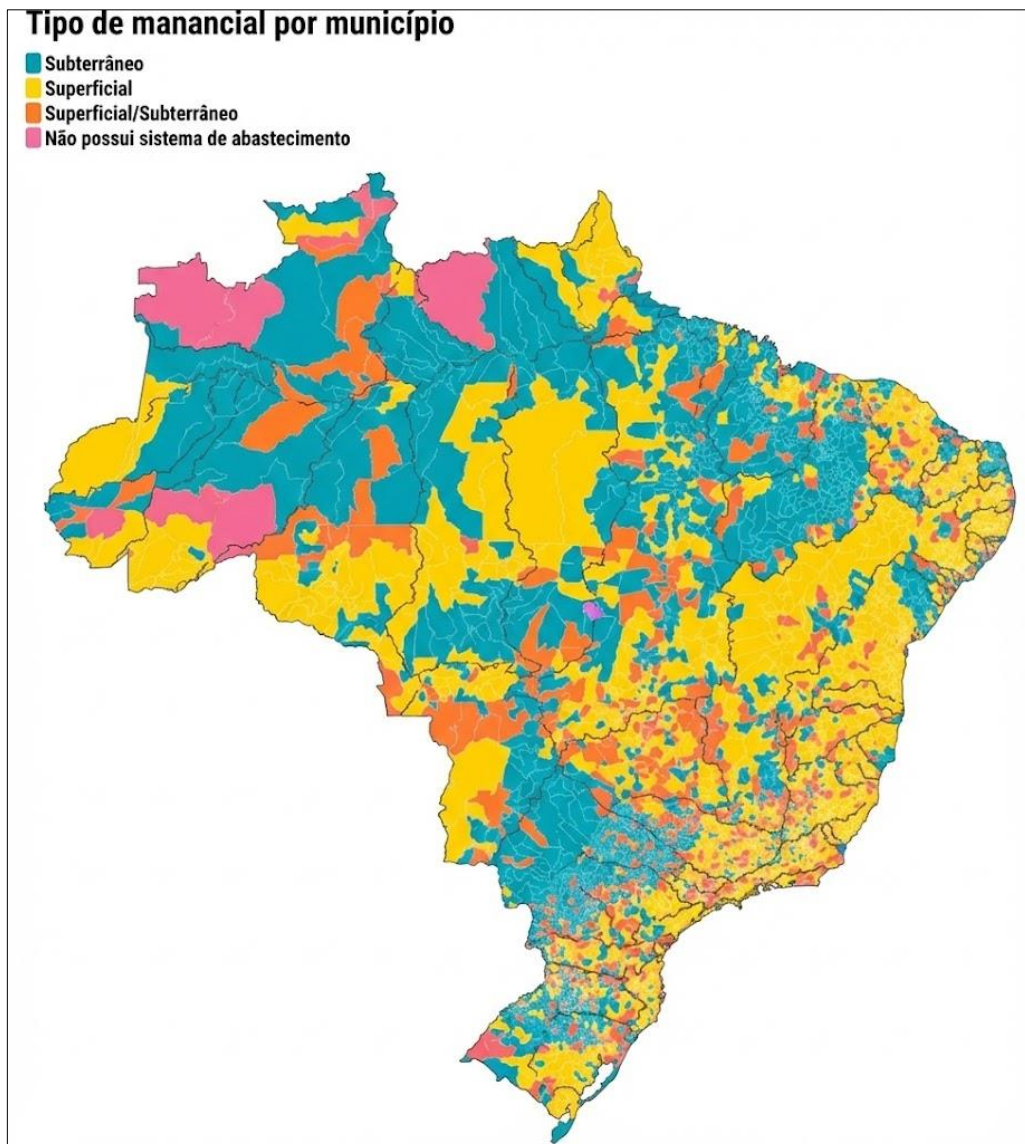 Tipo de manancial por município
Subterrâneo
Superficial
Superficial/Subterrâneo
Não possui sistema de abastecimento